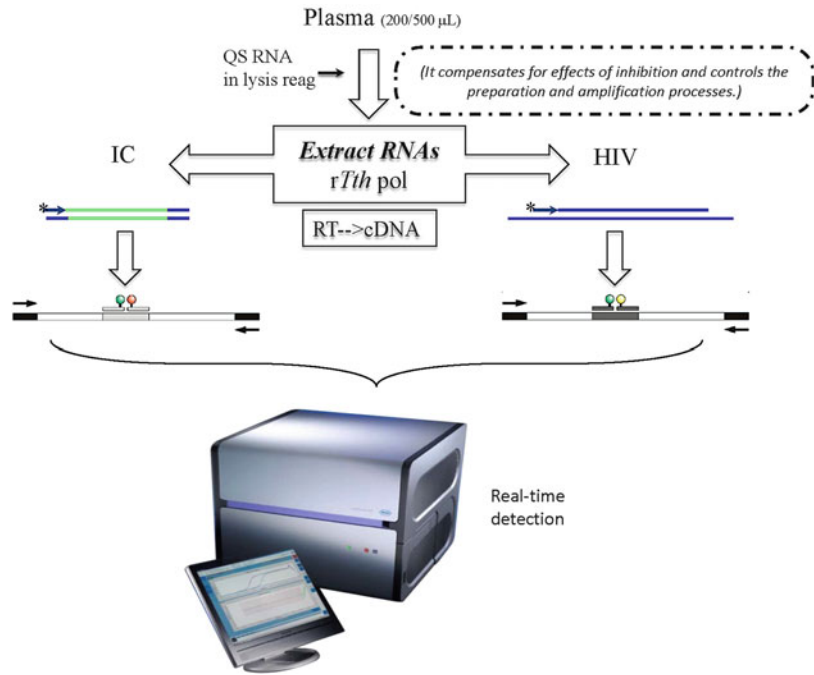 Plasma (200/500 µL)
QS RNA
in lysis reag
(It compensates for effects of inhibition and controls the
preparation and amplification processes.)
IC
Extract RNAs
rTth pol
HIV
*
*
RT-->cDNA
Real-time
detection